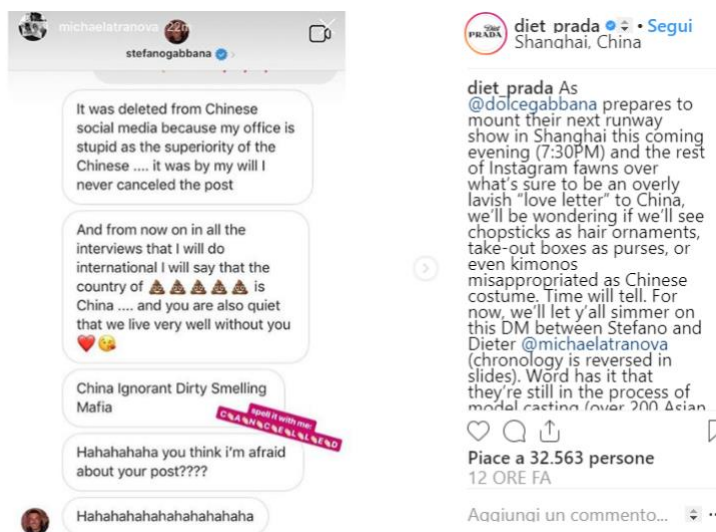 michaelatranova 22m
stefanogabbana
It was deleted from Chinese
social media because my office is
stupid as the superiority of the
Chinese .... it was by my will I
never canceled the post
And from now on in all the
interviews that I will do
international I will say that the
country of 💩💩💩💩💩 is
China .... and you are also quiet
that we live very well without you
❤️😘
China Ignorant Dirty Smelling
Mafia
spell it with me:
C👏A👏N👏C👏E👏L👏L👏E👏D
Hahahahaha you think i'm afraid
about your post????
Hahahahahahahahahahaha
PRADA
diet_prada • Segui
Shanghai, China
diet_prada As
@dolcegabbana prepares to
mount their next runway
show in Shanghai this coming
evening (7:30PM) and the rest
of Instagram fawns over
what's sure to be an overly
lavish "love letter" to China,
we'll be wondering if we'll see
chopsticks as hair ornaments,
take-out boxes as purses, or
even kimonos
misappropriated as Chinese
costume. Time will tell. For
now, we'll let y'all simmer on
this DM between Stefano and
Dieter @michaelatranova
(chronology is reversed in
slides). Word has it that
they're still in the process of
model casting (over 200 Asian
Piace a 32.563 persone
12 ORE FA
Aggiungi un commento...